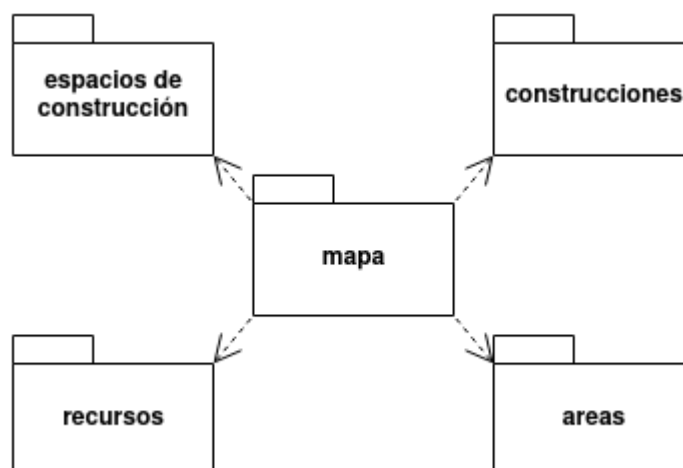 espacios de
construcción
construcciones
mapa
recursos
areas